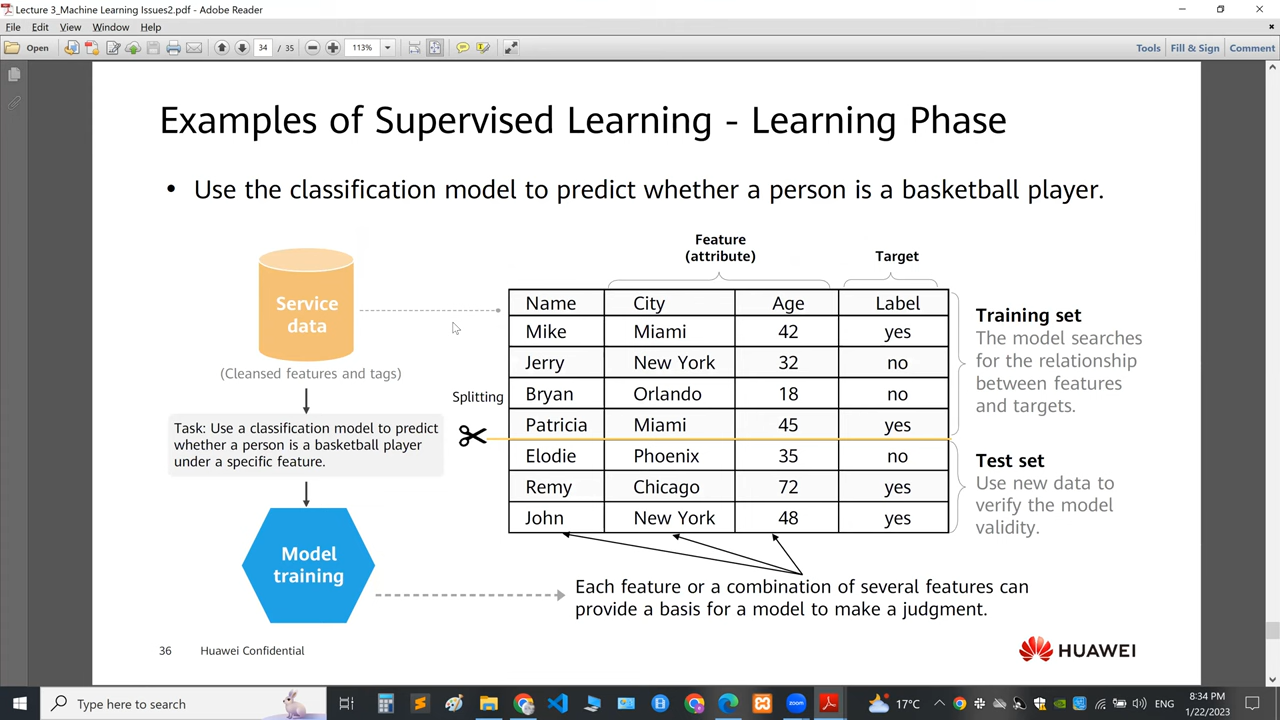 Lecture 3_Machine Learning Issues2.pdf - Adobe Reader
File Edit View Window Help
Open 34 / 35 113% Tools Fill & Sign Comment
Examples of Supervised Learning - Learning Phase
• Use the classification model to predict whether a person is a basketball player.
Service
data
(Cleansed features and tags)
Task: Use a classification model to predict
whether a person is a basketball player
under a specific feature.
Model
training
Splitting
Feature
(attribute)
Target
Name City Age Label
Mike Miami 42 yes
Jerry New York 32 no
Bryan Orlando 18 no
Patricia Miami 45 yes
Elodie Phoenix 35 no
Remy Chicago 72 yes
John New York 48 yes
Training set
The model searches
for the relationship
between features
and targets.
Test set
Use new data to
verify the model
validity.
Each feature or a combination of several features can
provide a basis for a model to make a judgment.
36 Huawei Confidential
HUAWEI
Type here to search
17°C
ENG
8:34 PM
1/22/2023